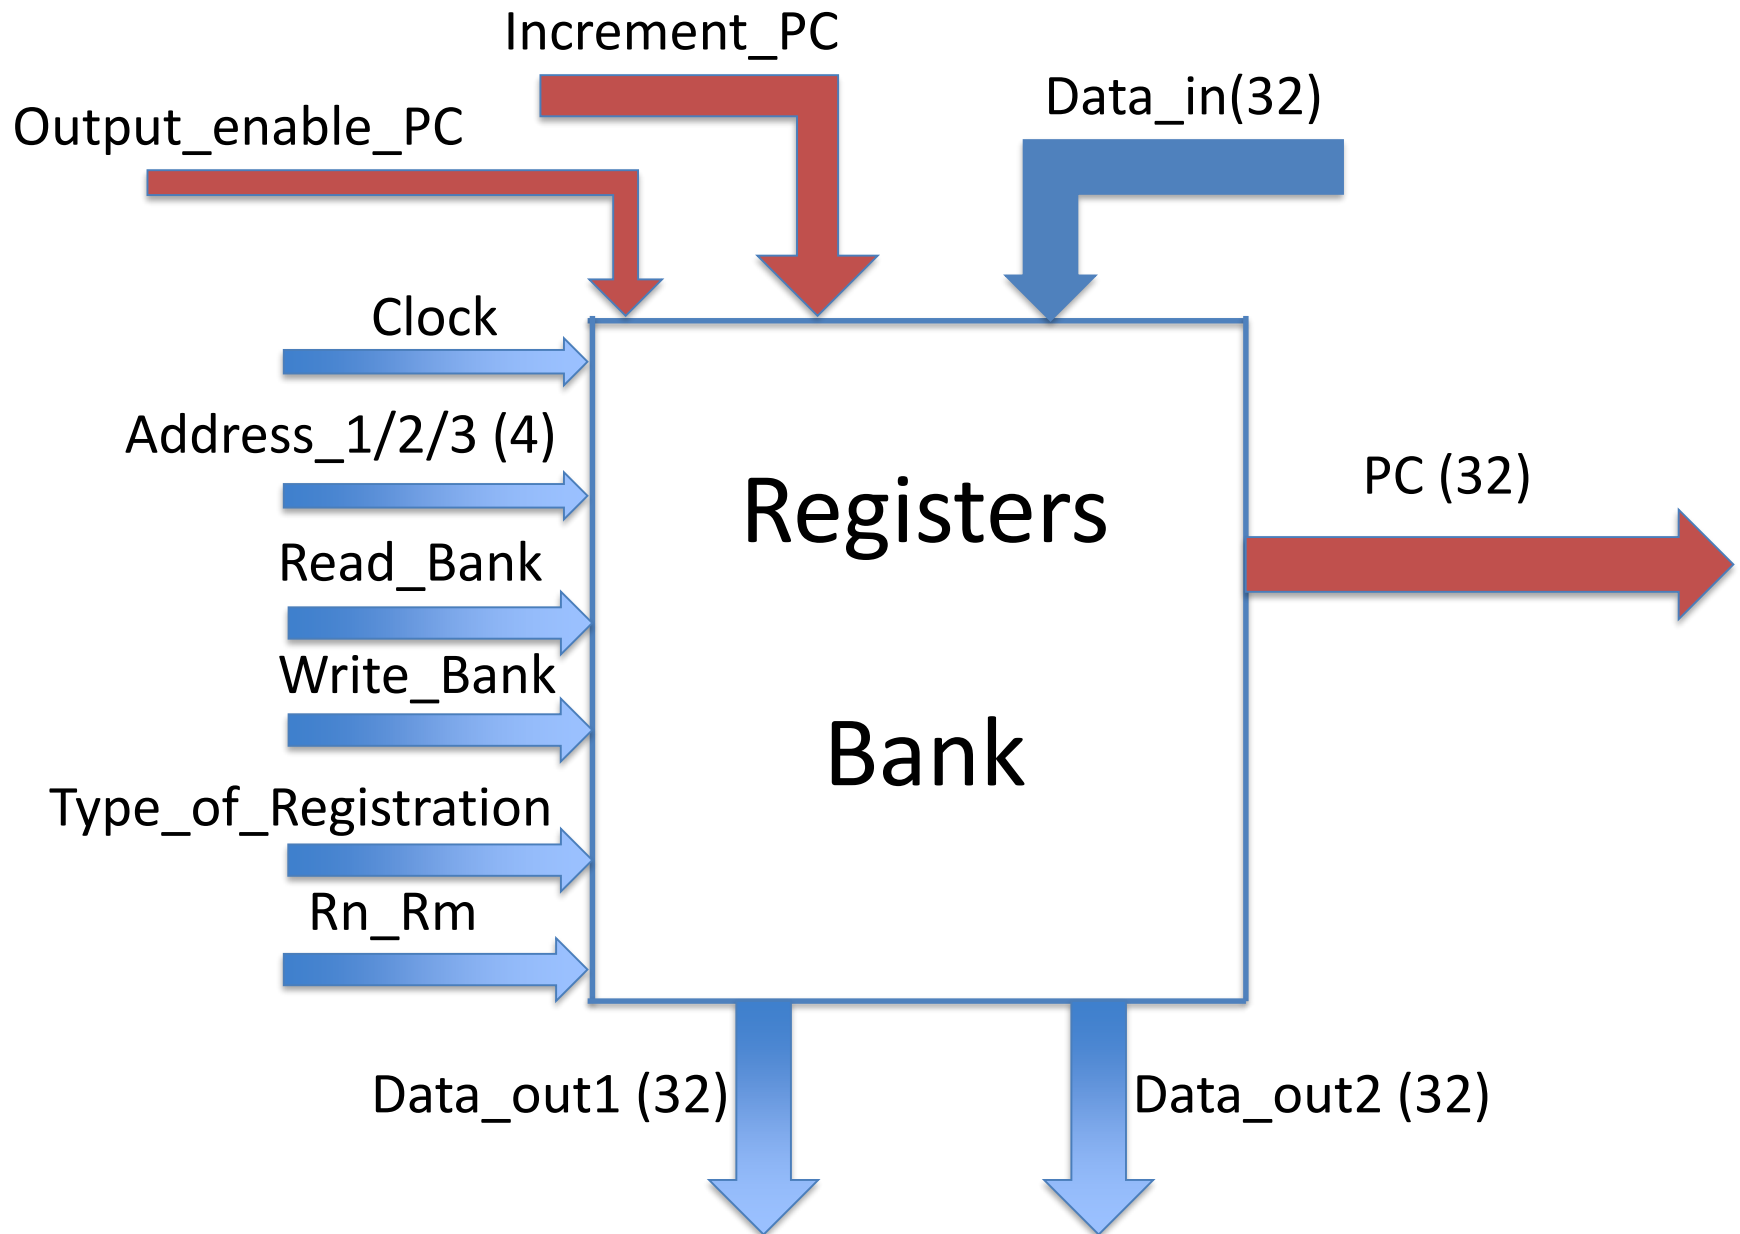 Increment_PC
Data_in(32)
Output_enable_PC
Clock
Address_1/2/3 (4)
Read_Bank
Write_Bank
Type_of_Registration
Rn_Rm
Registers
Bank
PC (32)
Data_out1 (32)
Data_out2 (32)